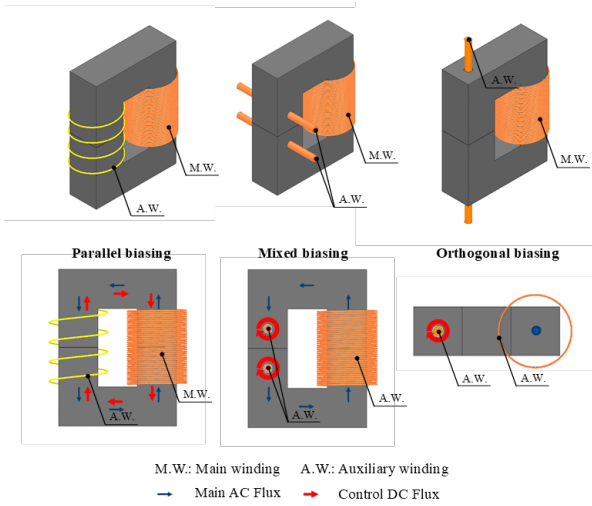 A.W.
M.W.
M.W.
A.W.
M.W.
A.W.
Parallel biasing
Mixed biasing
Orthogonal biasing
M.W.
A.W.
A.W.
A.W.
A.W.
A.W.
M.W.: Main winding A.W.: Auxiliary winding
Main AC Flux Control DC Flux